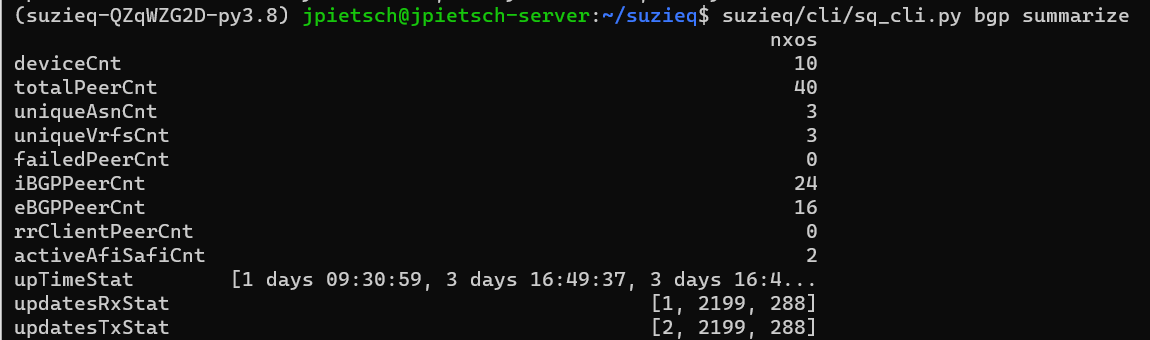 (suzieq-QZqWZG2D-py3.8) jpietsch@jpietsch-server:~/suzieq$ suzieq/cli/sq_cli.py bgp summarize
nxos
deviceCnt 10
totalPeerCnt 40
uniqueAsnCnt 3
uniqueVrfsCnt 3
failedPeerCnt 0
iBGPPeerCnt 24
eBGPPeerCnt 16
rrClientPeerCnt 0
activeAfiSafiCnt 2
upTimeStat [1 days 09:30:59, 3 days 16:49:37, 3 days 16:4...
updatesRxStat [1, 2199, 288]
updatesTxStat [2, 2199, 288]